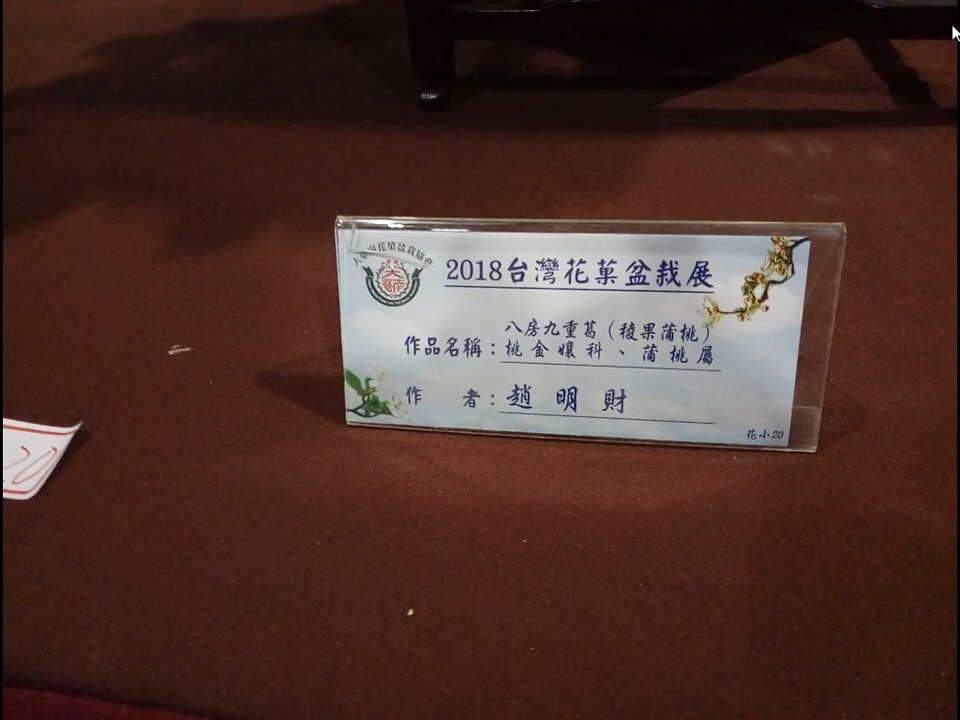 2018台灣花菓盆栽展
八房九重葛（稜果蒲桃）
作品名稱：桃金孃科、蒲桃屬
作 者：趙明財
花小20
20